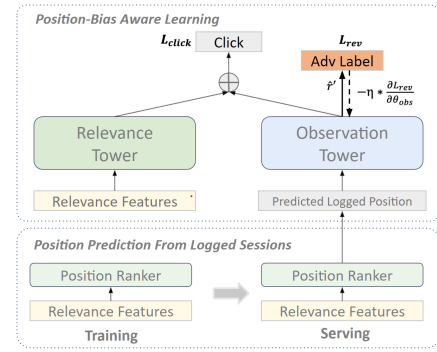 Position-Bias Aware Learning
L_click Click
L_rev
Adv Label
r̂′ −η * ∂L_rev/∂θ_obs
Relevance Tower
Observation Tower
Relevance Features *
Predicted Logged Position
Position Prediction From Logged Sessions
Position Ranker
Position Ranker
Relevance Features
Relevance Features
Training
Serving